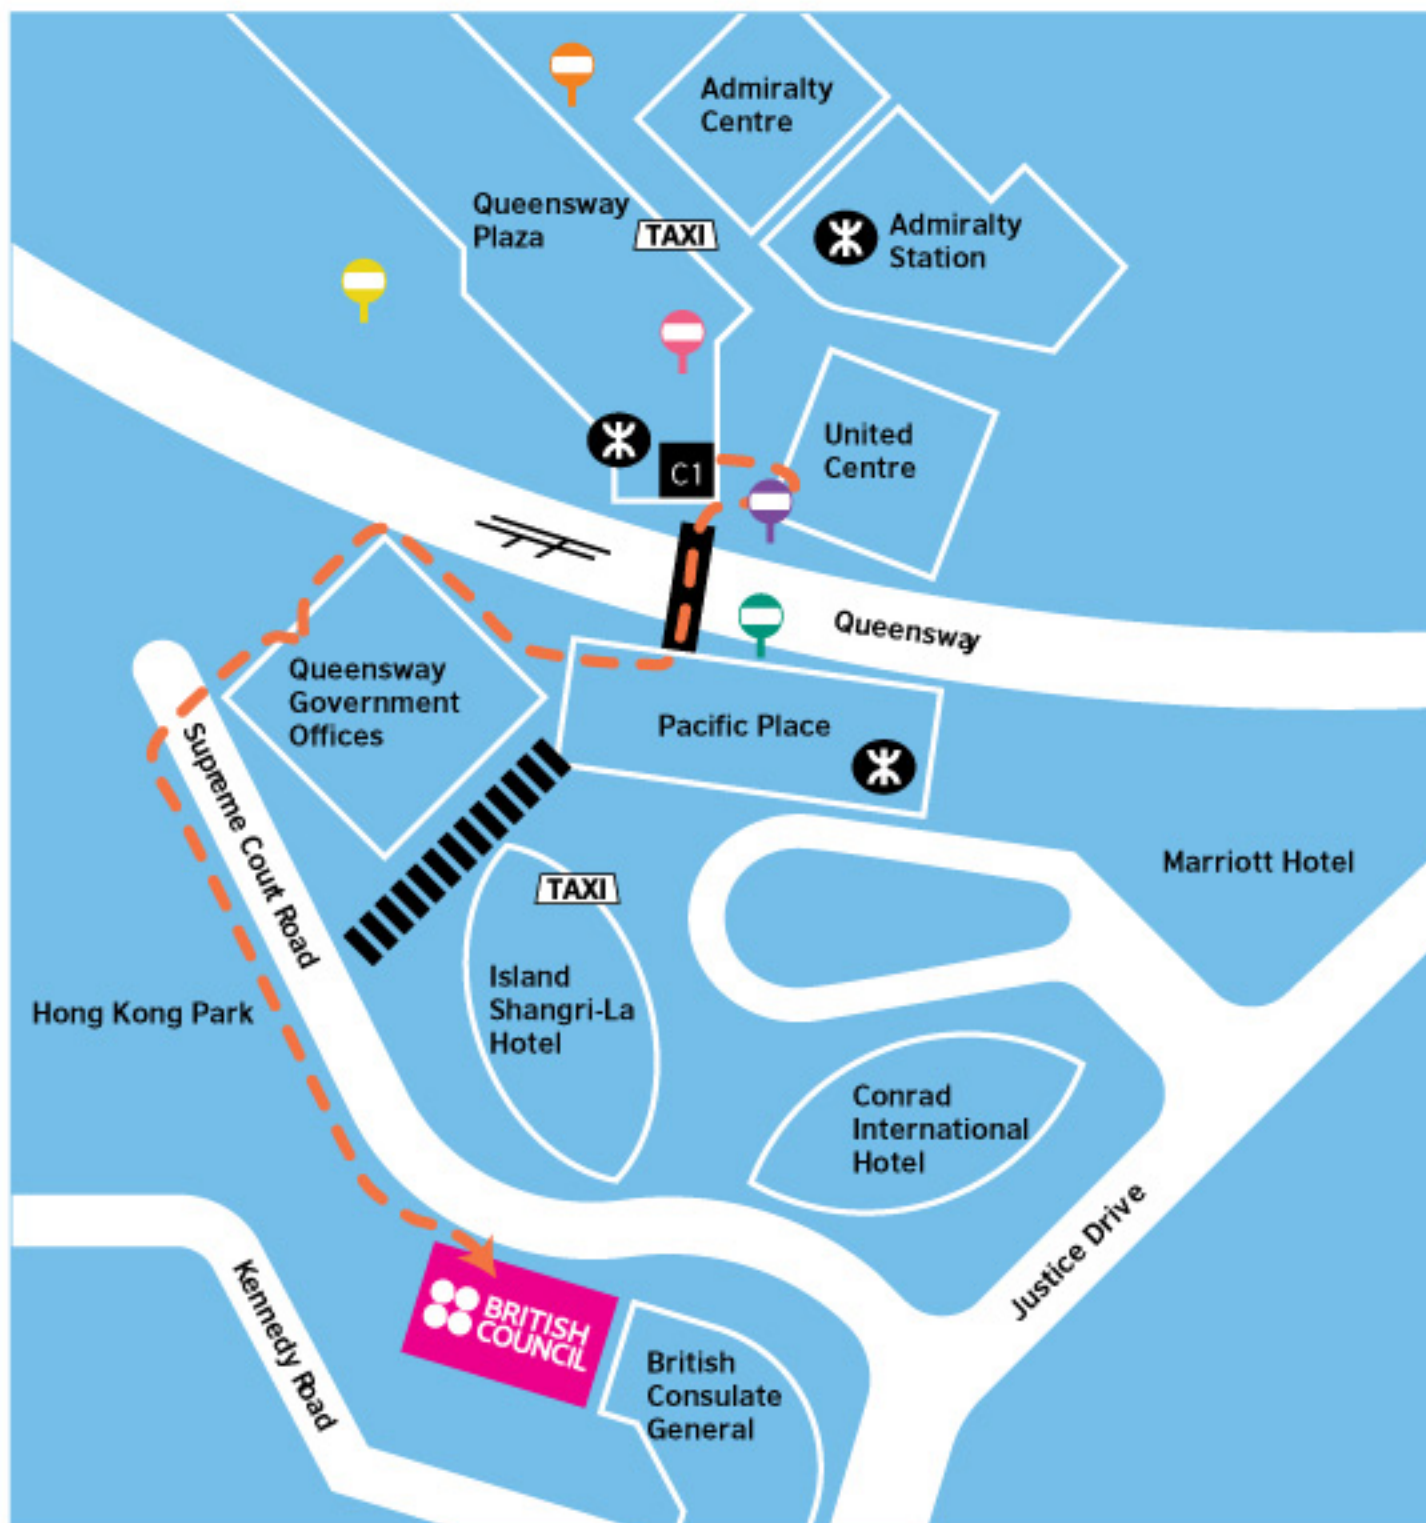 Admiralty
Centre
Queensway
Plaza
TAXI
Admiralty
Station
United
Centre
C1
Queensway
Queensway
Government
Offices
Pacific Place
Supreme Court Road
TAXI
Marriott Hotel
Island
Shangri-La
Hotel
Hong Kong Park
Conrad
International
Hotel
Justice Drive
Kennedy Road
BRITISH
COUNCIL
British
Consulate
General